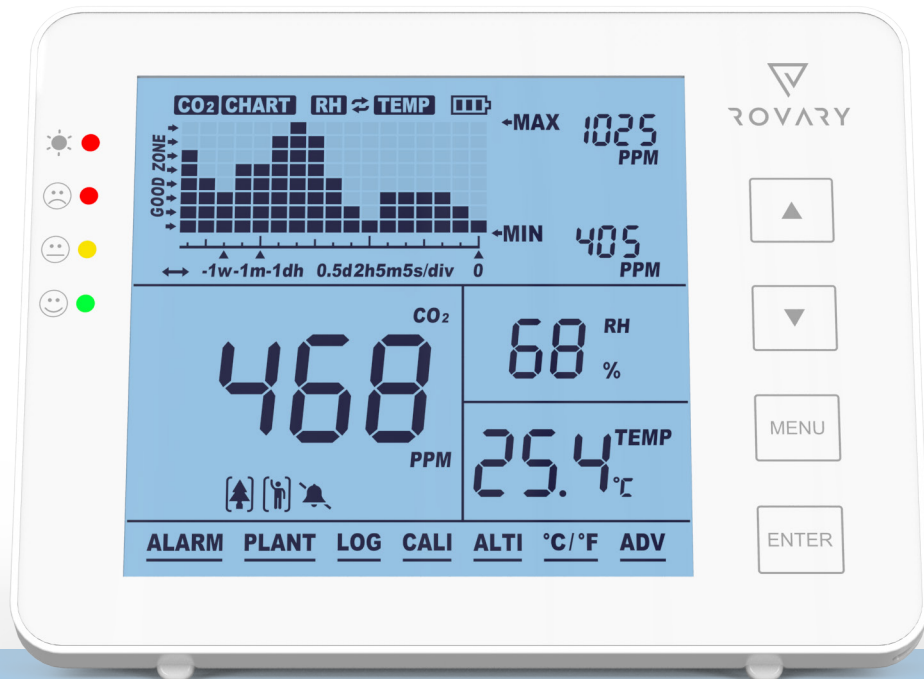 CO2 CHART RH TEMP
GOOD ZONE
MAX 1025
PPM
MIN 405
PPM
-1w-1m-1dh 0.5d2h5m5s/div 0
CO2
468
PPM
68 RH
%
25.4 TEMP
°C
ALARM PLANT LOG CALI ALTI °C/°F ADV
ROVARY
MENU
ENTER